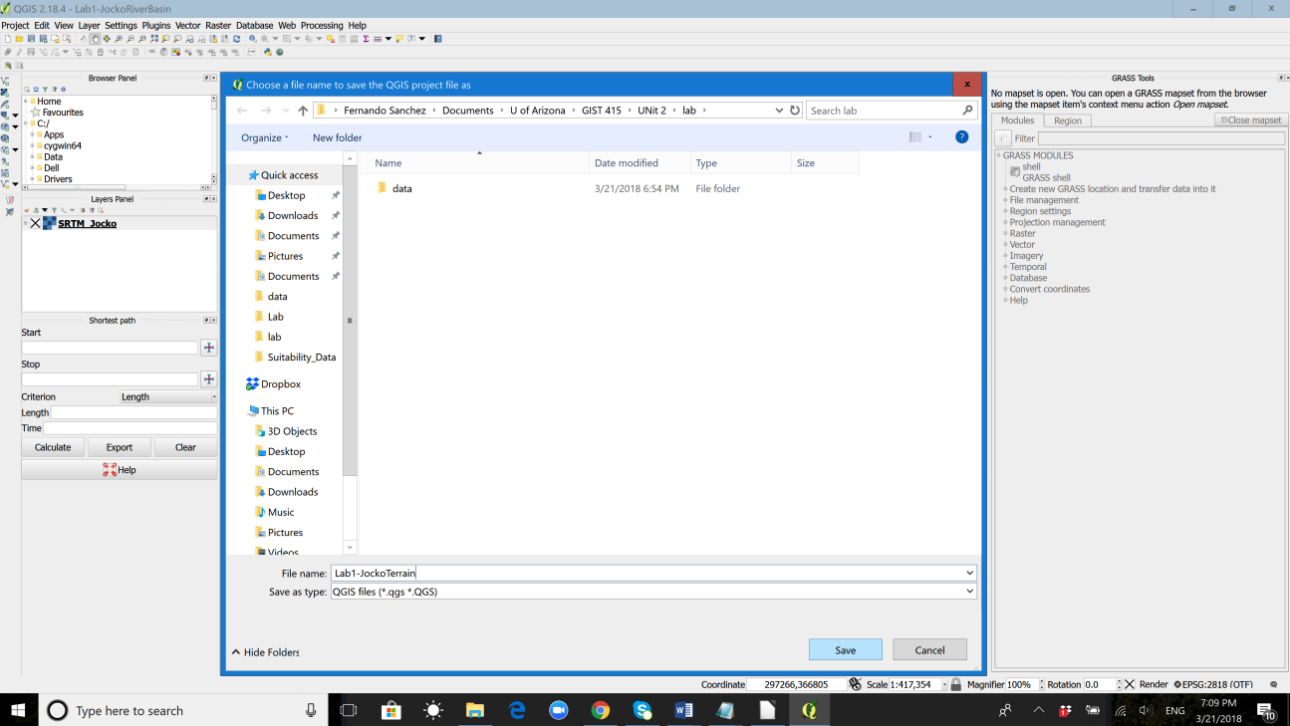 QGIS 2.18.4 - Lab1-JockoRiverBasin
Project Edit View Layer Settings Plugins Vector Raster Database Web Processing Help
Browser Panel
Home
Favourites
C:/
Apps
cygwin64
Data
Dell
Drivers
Layers Panel
SRTM_Jocko
Shortest path
Start
Stop
Criterion Length
Length
Time
Calculate Export Clear
Help
Choose a file name to save the QGIS project file as
Fernando Sanchez › Documents › U of Arizona › GIST 415 › UNit 2 › lab ›
Search lab
Organize New folder
Name Date modified Type Size
data 3/21/2018 6:54 PM File folder
Quick access
Desktop
Downloads
Documents
Pictures
Documents
data
Lab
lab
Suitability_Data
Dropbox
This PC
3D Objects
Desktop
Documents
Downloads
Music
Pictures
Videos
File name: Lab1-JockoTerrain
Save as type: QGIS files (*.qgs *.QGS)
Hide Folders
Save Cancel
GRASS Tools
No mapset is open. You can open a GRASS mapset from the browser
using the mapset item's context menu action Open mapset.
Modules Region Close mapset
Filter
GRASS MODULES
shell
GRASS shell
Create new GRASS location and transfer data into it
File management
Region settings
Projection management
Raster
Vector
Imagery
Temporal
Database
Convert coordinates
Help
Coordinate 297266,366805 Scale 1:417,354 Magnifier 100% Rotation 0.0 Render EPSG:2818 (OTF)
Type here to search
ENG
7:09 PM
3/21/2018
10